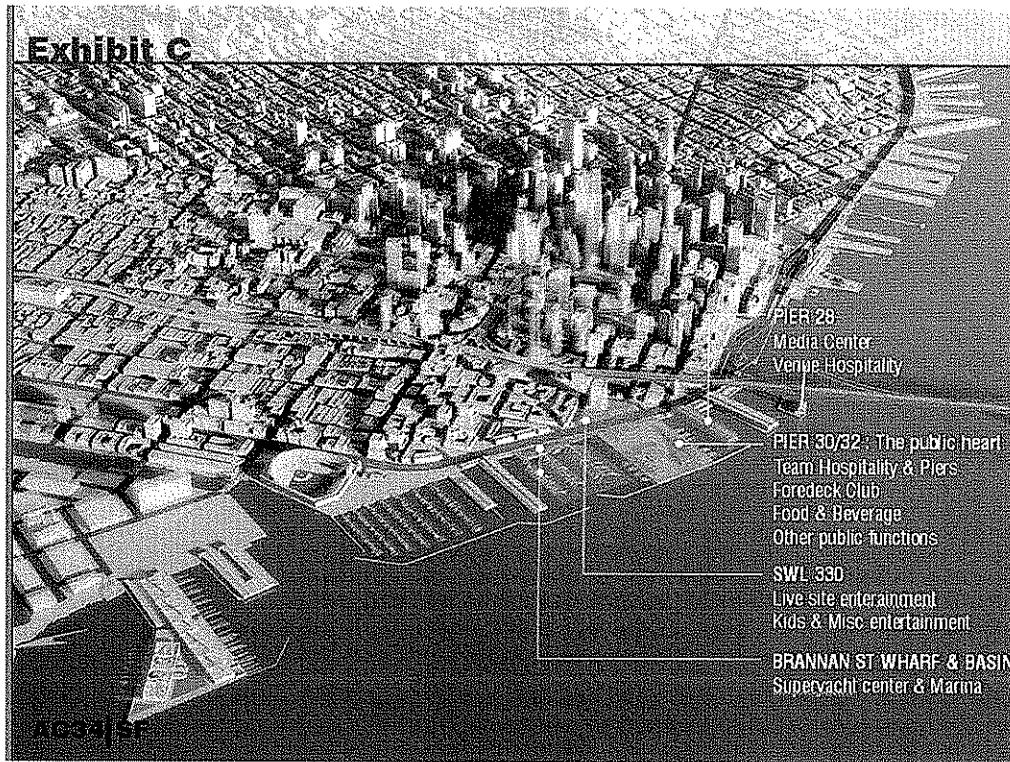 Exhibit C
PIER 28
Media Center
Venue Hospitality
PIER 30/32 - The public heart
Team Hospitality & Piers
Foredeck Club
Food & Beverage
Other public functions
SWL 330
Live site enterainment
Kids & Misc entertainment
BRANNAN ST WHARF & BASIN
Superyacht center & Marina
AC34|SF